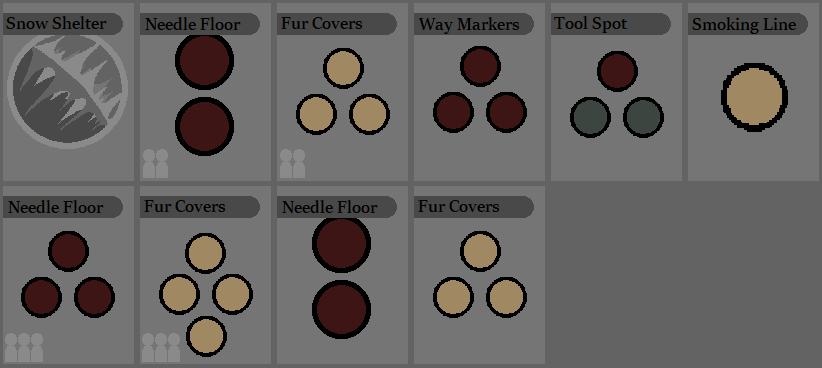 Snow Shelter
Needle Floor
Fur Covers
Way Markers
Tool Spot
Smoking Line
Needle Floor
Fur Covers
Needle Floor
Fur Covers